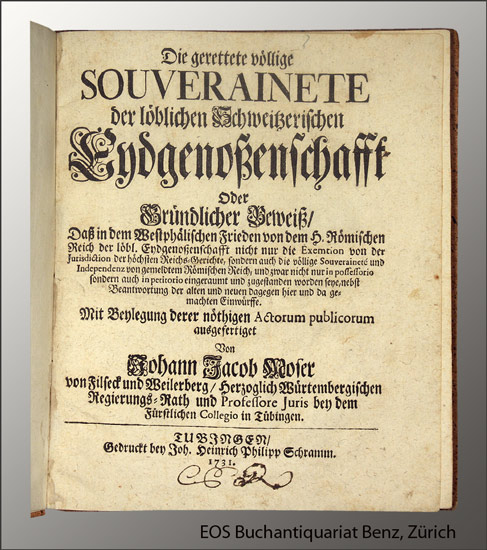 Die gerettete völlige
SOUVERAINETE
der löblichen Schweitzerischen
Eydgenoßenschafft
Oder
Gründlicher Beweiß/
Daß in dem Westphälischen Frieden von dem H. Römischen
Reich der löbl. Eydgenoßenschafft nicht nur die Exemtion von der
Jurisdiction der höchsten Reichs-Gerichte, sondern auch die völlige Souveraineté und
Independenz von gemeldtem Römischen Reich, und zwar nicht nur in possessorio
sondern auch in petitorio eingeraumt und zugestanden worden seye, nebst
Beantwortung der alten und neuen dagegen hier und da ge-
machten Einwürffe.
Mit Beylegung derer nöthigen Actorum publicorum
ausgefertiget
Von
Johann Jacob Moser
von Filseck und Weilerberg / Herzoglich Würtembergischen
Regierungs-Rath und Professore Juris bey dem
Fürstlichen Collegio in Tübingen.
TUBINGEN/
Gedruckt bey Joh. Heinrich Philipp Schramm.
1731.
EOS Buchantiquariat Benz, Zürich